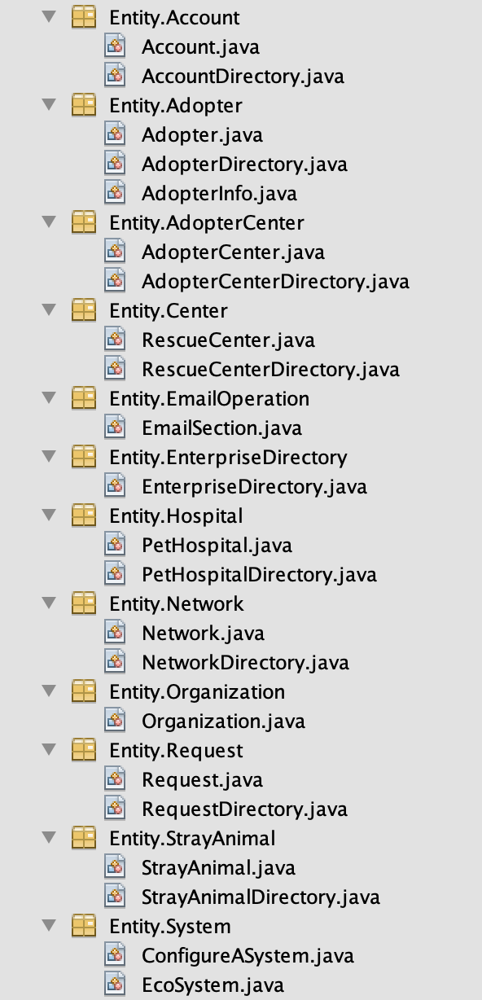 Entity.Account
Account.java
AccountDirectory.java
Entity.Adopter
Adopter.java
AdopterDirectory.java
AdopterInfo.java
Entity.AdopterCenter
AdopterCenter.java
AdopterCenterDirectory.java
Entity.Center
RescueCenter.java
RescueCenterDirectory.java
Entity.EmailOperation
EmailSection.java
Entity.EnterpriseDirectory
EnterpriseDirectory.java
Entity.Hospital
PetHospital.java
PetHospitalDirectory.java
Entity.Network
Network.java
NetworkDirectory.java
Entity.Organization
Organization.java
Entity.Request
Request.java
RequestDirectory.java
Entity.StrayAnimal
StrayAnimal.java
StrayAnimalDirectory.java
Entity.System
ConfigureASystem.java
EcoSystem.java